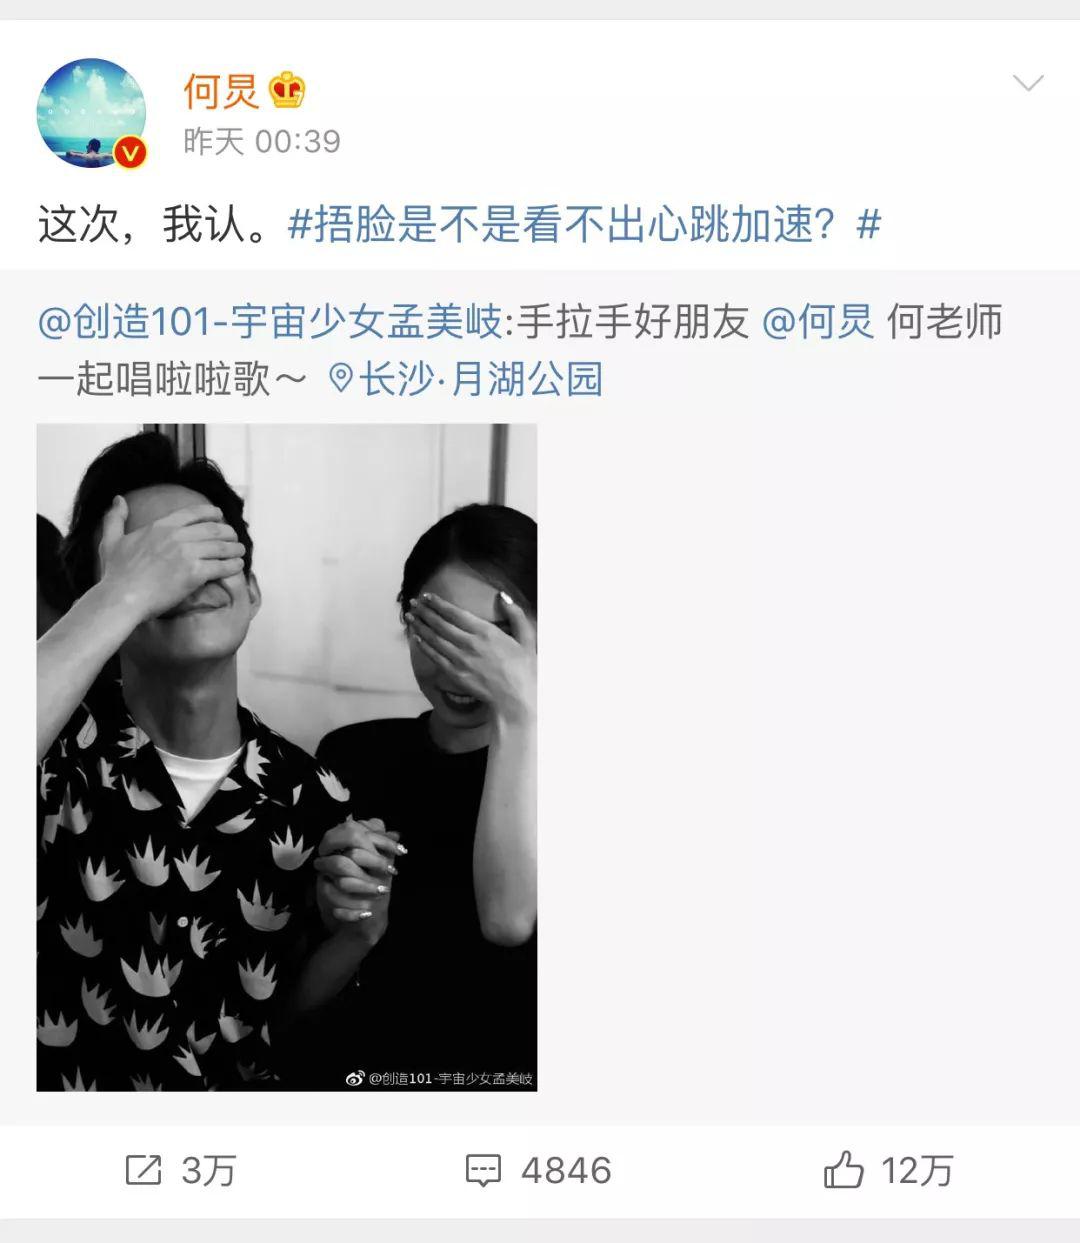 何炅
昨天 00:39
这次，我认。#捂脸是不是看不出心跳加速？#
@创造101-宇宙少女孟美岐:手拉手好朋友 @何炅 何老师
一起唱啦啦歌～ 长沙·月湖公园
@创造101-宇宙少女孟美岐
3万
4846
12万